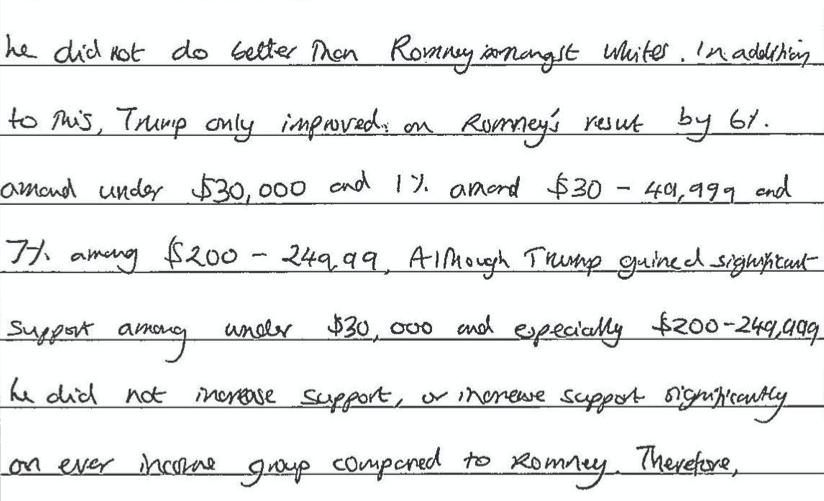 he did not do better than Romney amongst whites. In addition
to this, Trump only improved on Romney's resut by 6%.
amond under $30,000 and 1% amond $30 - 49,999 and
7% among $200 - 249,99, Although Trump gained significant
support among under $30,000 and especially $200-249,999
he did not increase support, or increase support significantly
on ever income group compared to Romney. Therefore,